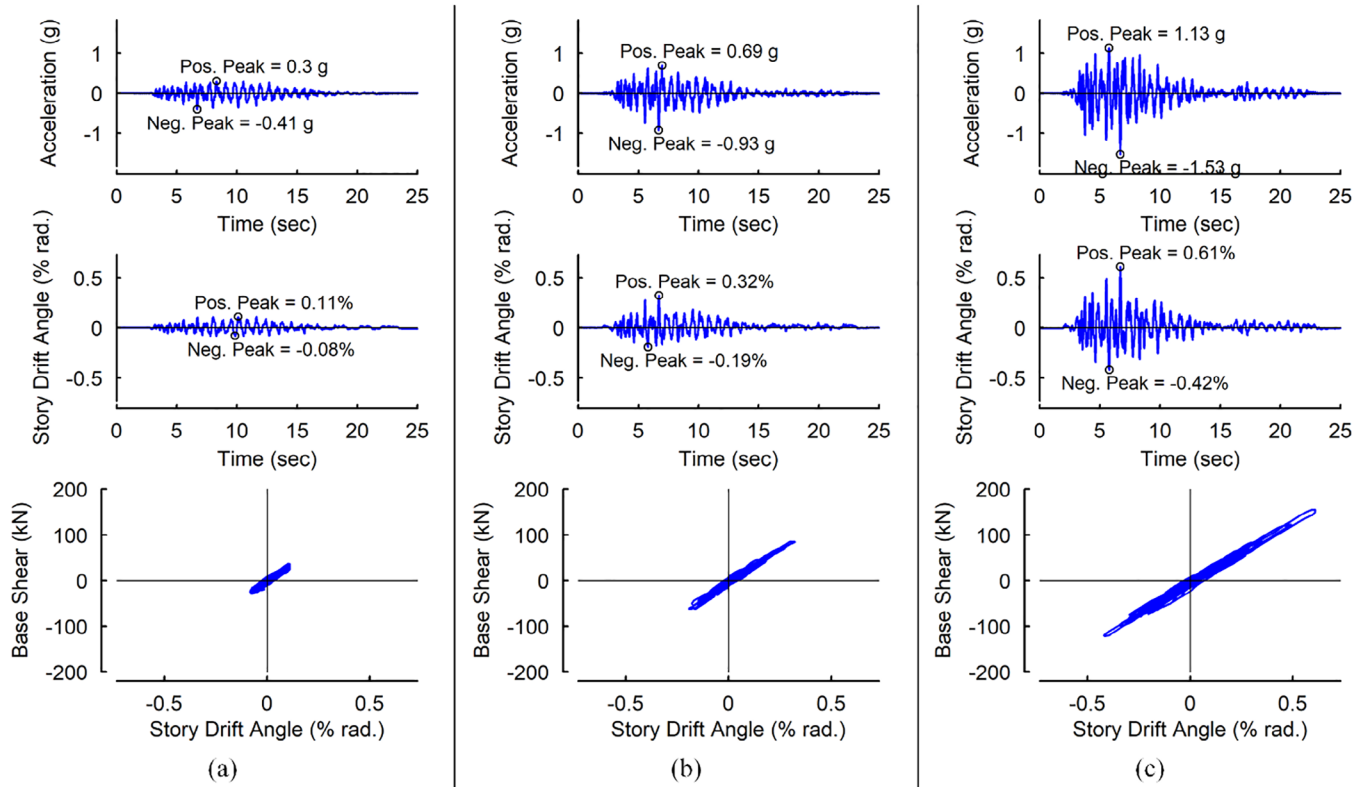 Acceleration (g)
1
0
-1
Pos. Peak = 0.3 g
Neg. Peak = -0.41 g
0 5 10 15 20 25
Time (sec)
Story Drift Angle (% rad.)
0.5
0
-0.5
Pos. Peak = 0.11%
Neg. Peak = -0.08%
0 5 10 15 20 25
Time (sec)
Base Shear (kN)
200
100
0
-100
-200
-0.5 0 0.5
Story Drift Angle (% rad.)
(a)
Acceleration (g)
1
0
-1
Pos. Peak = 0.69 g
Neg. Peak = -0.93 g
0 5 10 15 20 25
Time (sec)
Story Drift Angle (% rad.)
0.5
0
-0.5
Pos. Peak = 0.32%
Neg. Peak = -0.19%
0 5 10 15 20 25
Time (sec)
Base Shear (kN)
200
100
0
-100
-200
-0.5 0 0.5
Story Drift Angle (% rad.)
(b)
Acceleration (g)
1
0
-1
Pos. Peak = 1.13 g
Neg. Peak = -1.53 g
0 5 10 15 20 25
Time (sec)
Story Drift Angle (% rad.)
0.5
0
-0.5
Pos. Peak = 0.61%
Neg. Peak = -0.42%
0 5 10 15 20 25
Time (sec)
Base Shear (kN)
200
100
0
-100
-200
-0.5 0 0.5
Story Drift Angle (% rad.)
(c)